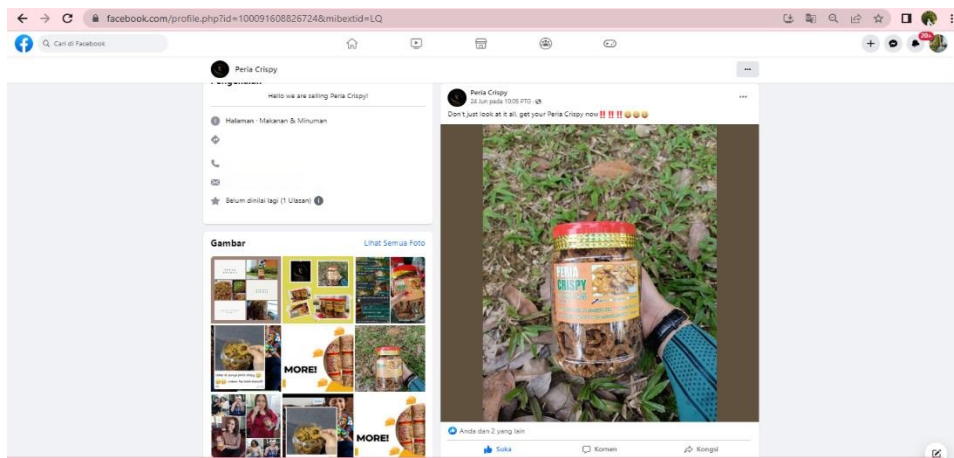 facebook.com/profile.php?id=100091608826724&mibextid=LQ
Cari di Facebook
20+
Peria Crispy
Pengenalan
Hello we are selling Peria Crispy!
Halaman · Makanan & Minuman
Belum dinilai lagi (1 Ulasan)
Gambar
Lihat Semua Foto
MORE!
MORE!
Peria Crispy
24 Jun pada 10:05 PTG
Don't just look at it all, get your Peria Crispy now‼️‼️‼️
PERIA
CRISPY
Anda dan 2 yang lain
Suka
Komen
Kongsi